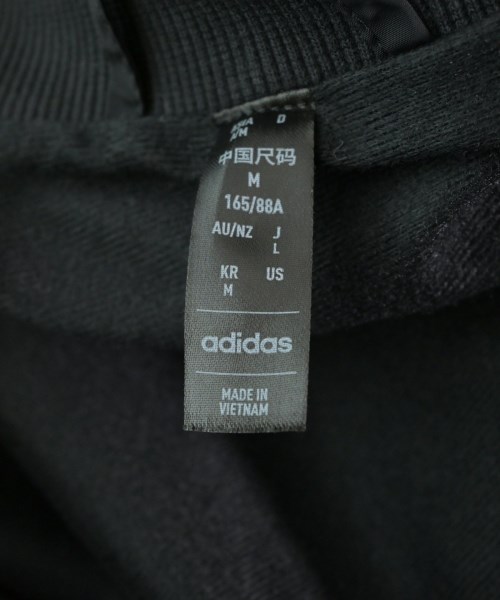 D
A/M
中国尺码
M
165/88A
AU/NZ J
L
KR US
M
adidas
MADE IN
VIETNAM